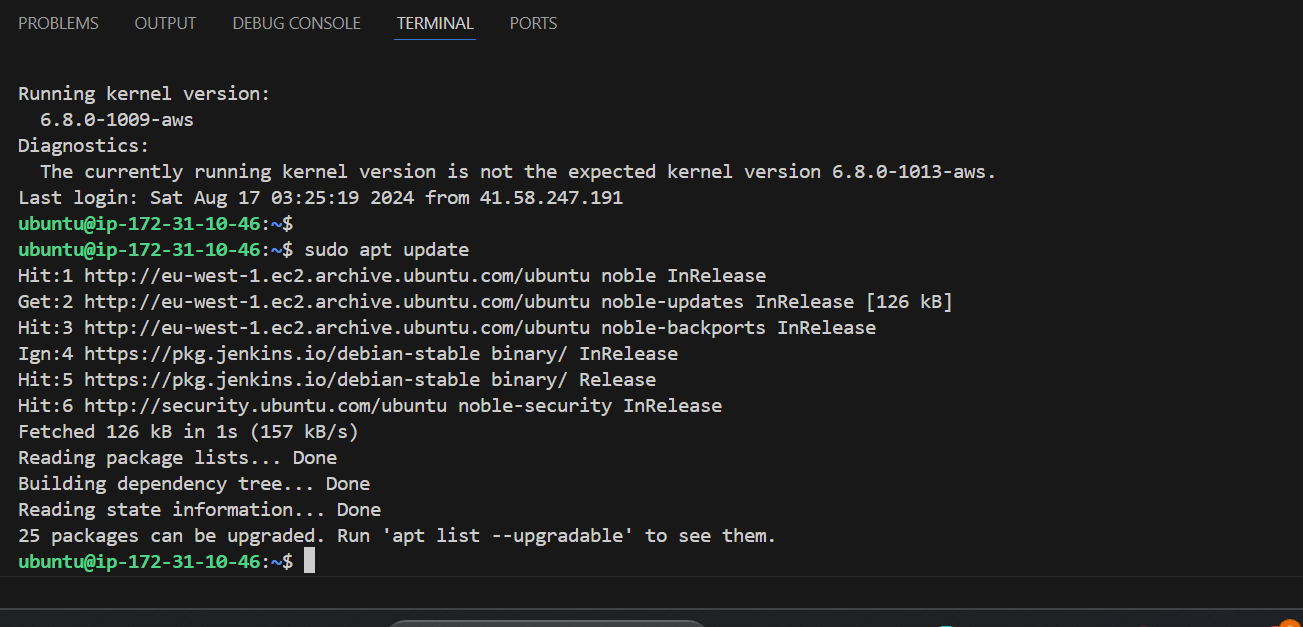 PROBLEMS OUTPUT DEBUG CONSOLE TERMINAL PORTS
Running kernel version:
  6.8.0-1009-aws
Diagnostics:
  The currently running kernel version is not the expected kernel version 6.8.0-1013-aws.
Last login: Sat Aug 17 03:25:19 2024 from 41.58.247.191
ubuntu@ip-172-31-10-46:~$
ubuntu@ip-172-31-10-46:~$ sudo apt update
Hit:1 http://eu-west-1.ec2.archive.ubuntu.com/ubuntu noble InRelease
Get:2 http://eu-west-1.ec2.archive.ubuntu.com/ubuntu noble-updates InRelease [126 kB]
Hit:3 http://eu-west-1.ec2.archive.ubuntu.com/ubuntu noble-backports InRelease
Ign:4 https://pkg.jenkins.io/debian-stable binary/ InRelease
Hit:5 https://pkg.jenkins.io/debian-stable binary/ Release
Hit:6 http://security.ubuntu.com/ubuntu noble-security InRelease
Fetched 126 kB in 1s (157 kB/s)
Reading package lists... Done
Building dependency tree... Done
Reading state information... Done
25 packages can be upgraded. Run 'apt list --upgradable' to see them.
ubuntu@ip-172-31-10-46:~$